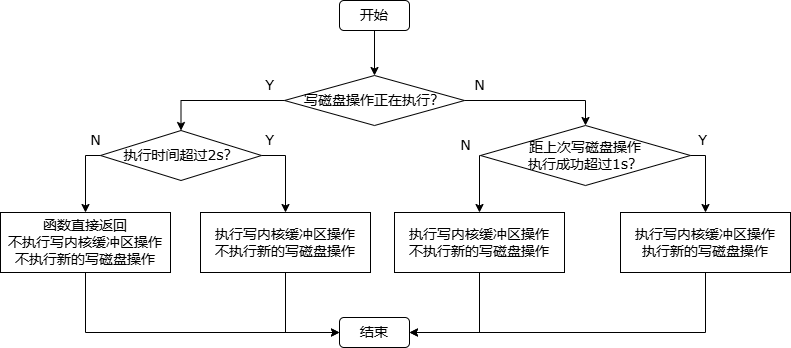 开始
Y
N
写磁盘操作正在执行?
N
执行时间超过2s?
Y
N
距上次写磁盘操作
执行成功超过1s?
Y
函数直接返回
不执行写内核缓冲区操作
不执行新的写磁盘操作
执行写内核缓冲区操作
不执行新的写磁盘操作
执行写内核缓冲区操作
不执行新的写磁盘操作
执行写内核缓冲区操作
执行新的写磁盘操作
结束